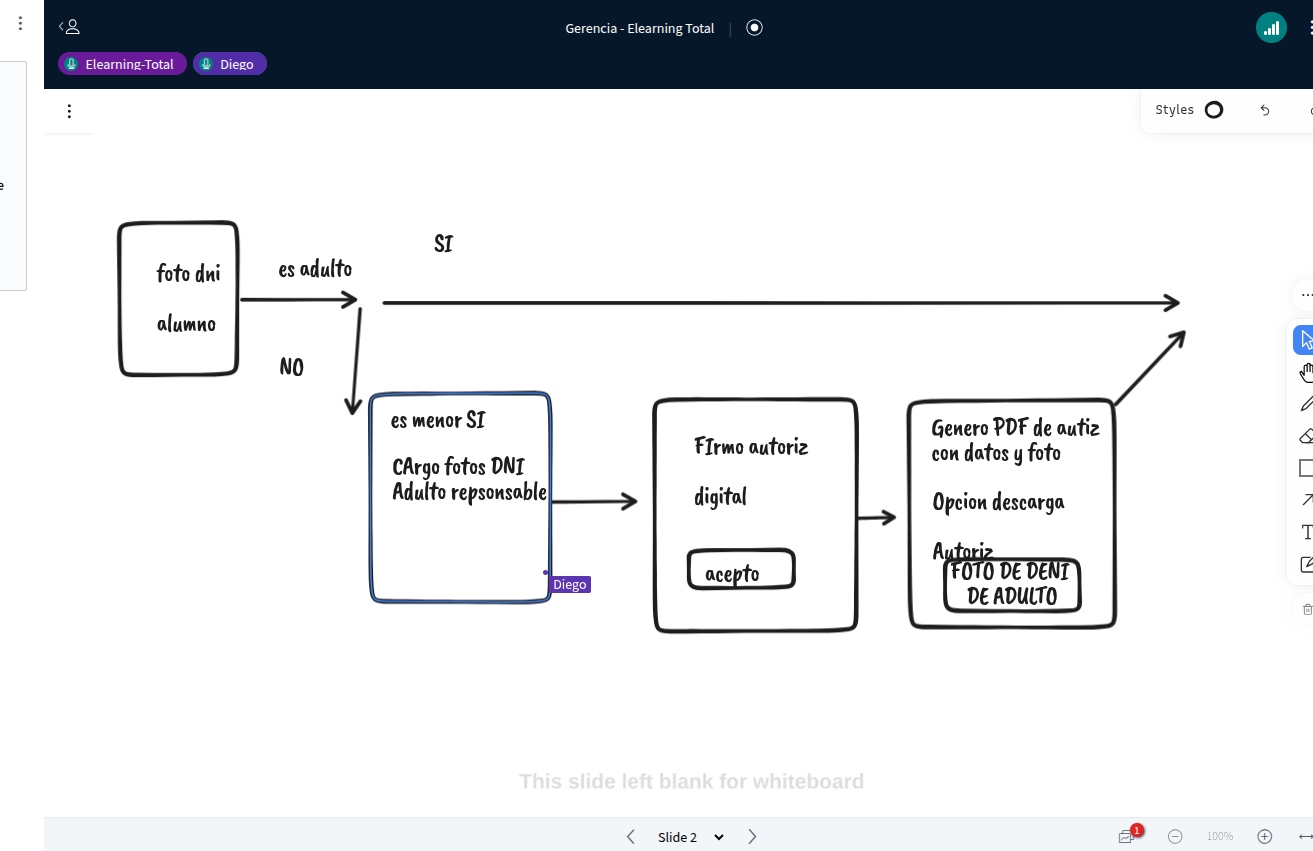 Gerencia - Elearning Total
Elearning-Total
Diego
Styles
e
SI
es adulto
foto dni
alumno
NO
es menor SI
CArgo fotos DNI
Adulto repsonsable
FIrmo autoriz
digital
acepto
Genero PDF de autiz
con datos y foto
Opcion descarga
Autoriz
FOTO DE DENI
DE ADULTO
Diego
This slide left blank for whiteboard
Slide 2
1
100%